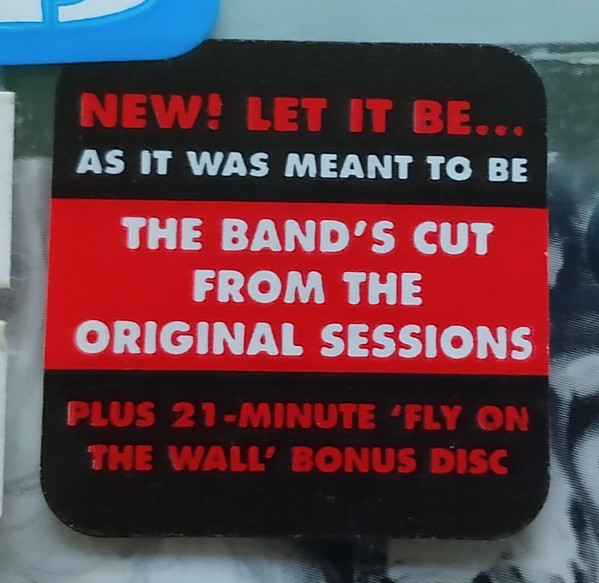 NEW! LET IT BE...
AS IT WAS MEANT TO BE
THE BAND'S CUT
FROM THE
ORIGINAL SESSIONS
PLUS 21-MINUTE 'FLY ON
THE WALL' BONUS DISC